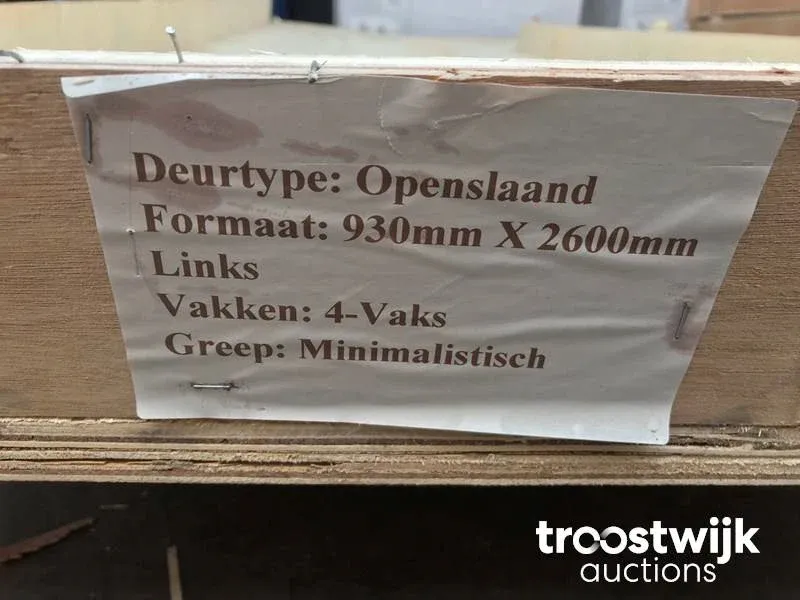 Deurtype: Openslaand
Formaat: 930mm X 2600mm
Links
Vakken: 4-Vaks
Greep: Minimalistisch
troostwijk
auctions